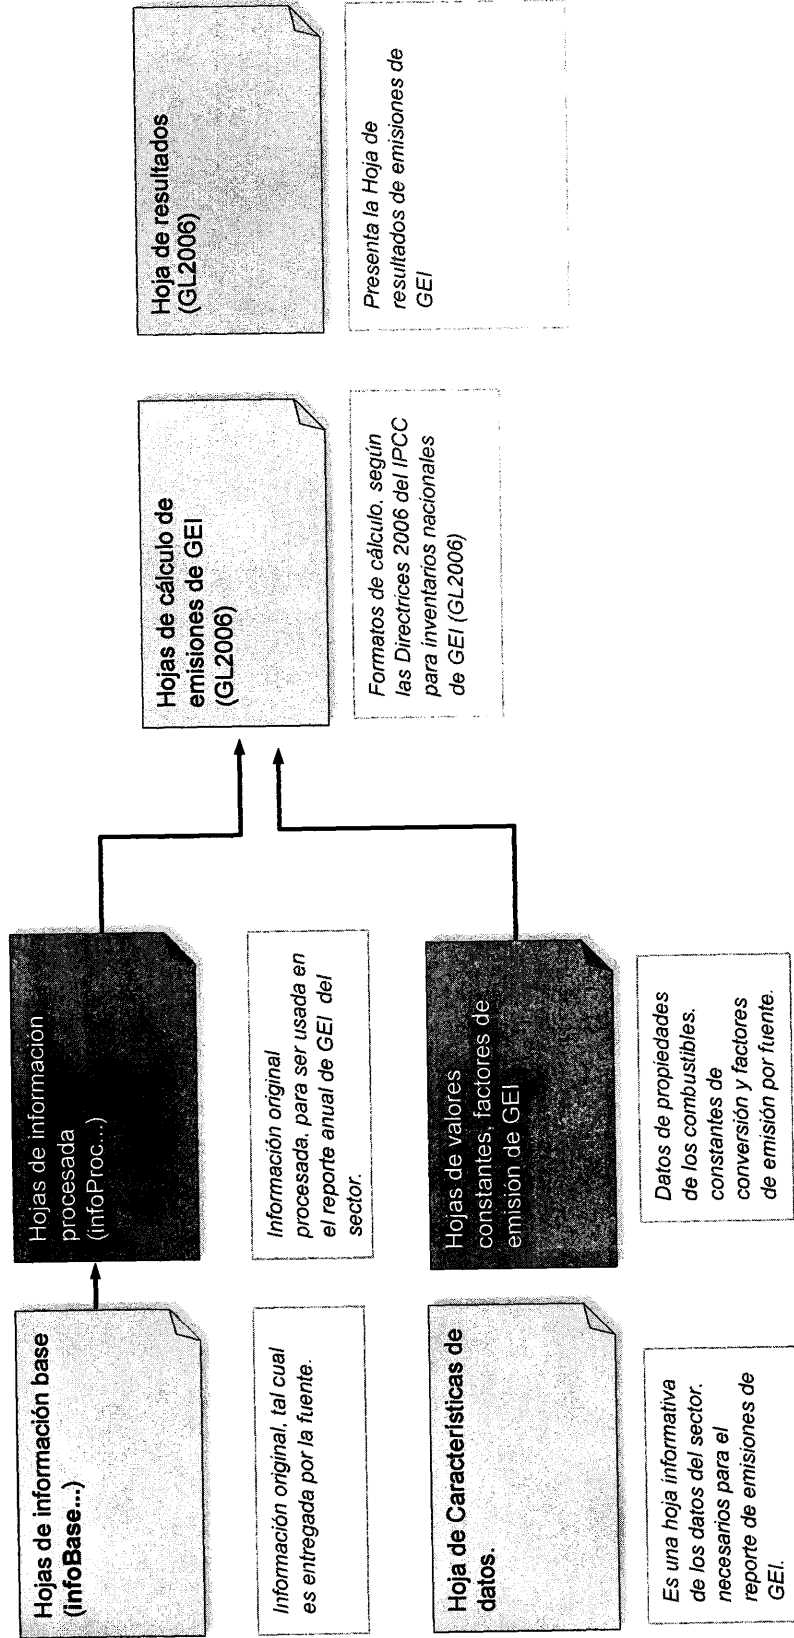 Hojas de información base
(infoBase...)
Información original, tal cual
es entregada por la fuente.
Hojas de información
procesada
(infoProc...)
Información original
procesada, para ser usada en
el reporte anual de GEI del
sector.
Hoja de Características de
datos.
Es una hoja informativa
de los datos del sector,
necesarios para el
reporte de emisiones de
GEI.
Hojas de valores
constantes, factores de
emisión de GEI
Datos de propiedades
de los combustibles,
constantes de
conversión y factores
de emisión por fuente.
Hojas de cálculo de
emisiones de GEI
(GL2006)
Formatos de cálculo, según
las Directrices 2006 del IPCC
para inventarios nacionales
de GEI (GL2006)
Hoja de resultados
(GL2006)
Presenta la Hoja de
resultados de emisiones de
GEI